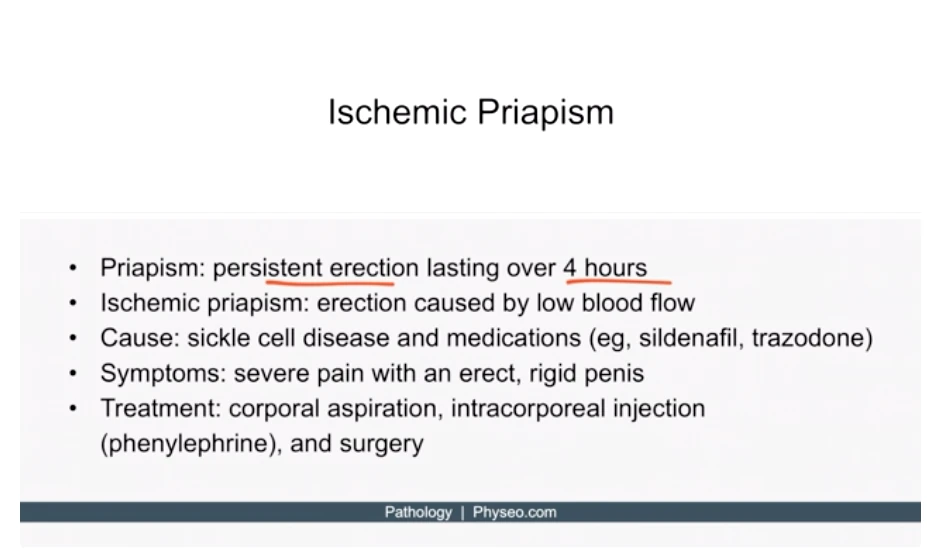 Ischemic Priapism
• Priapism: persistent erection lasting over 4 hours
• Ischemic priapism: erection caused by low blood flow
• Cause: sickle cell disease and medications (eg, sildenafil, trazodone)
• Symptoms: severe pain with an erect, rigid penis
• Treatment: corporal aspiration, intracorporeal injection
(phenylephrine), and surgery
Pathology | Physeo.com